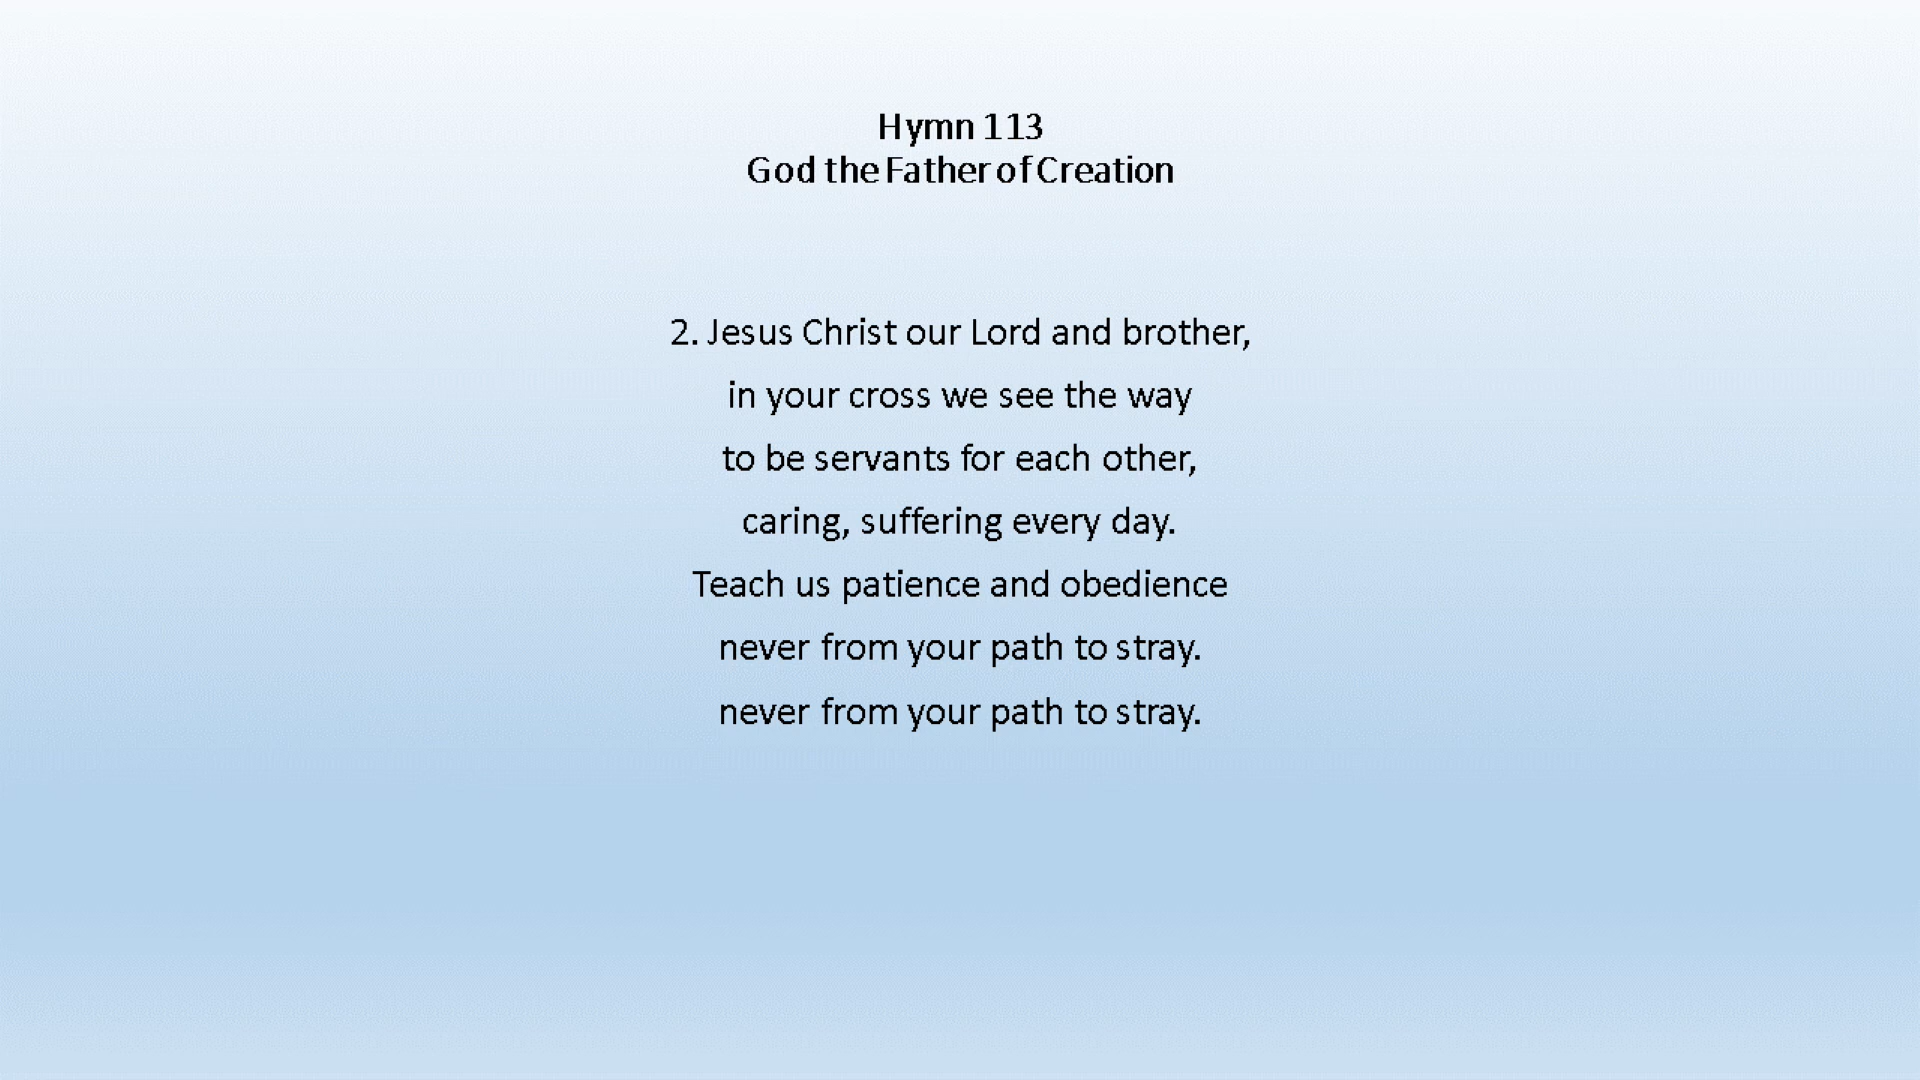 Hymn 113
God the Father of Creation
2. Jesus Christ our Lord and brother,
in your cross we see the way
to be servants for each other,
caring, suffering every day.
Teach us patience and obedience
never from your path to stray.
never from your path to stray.